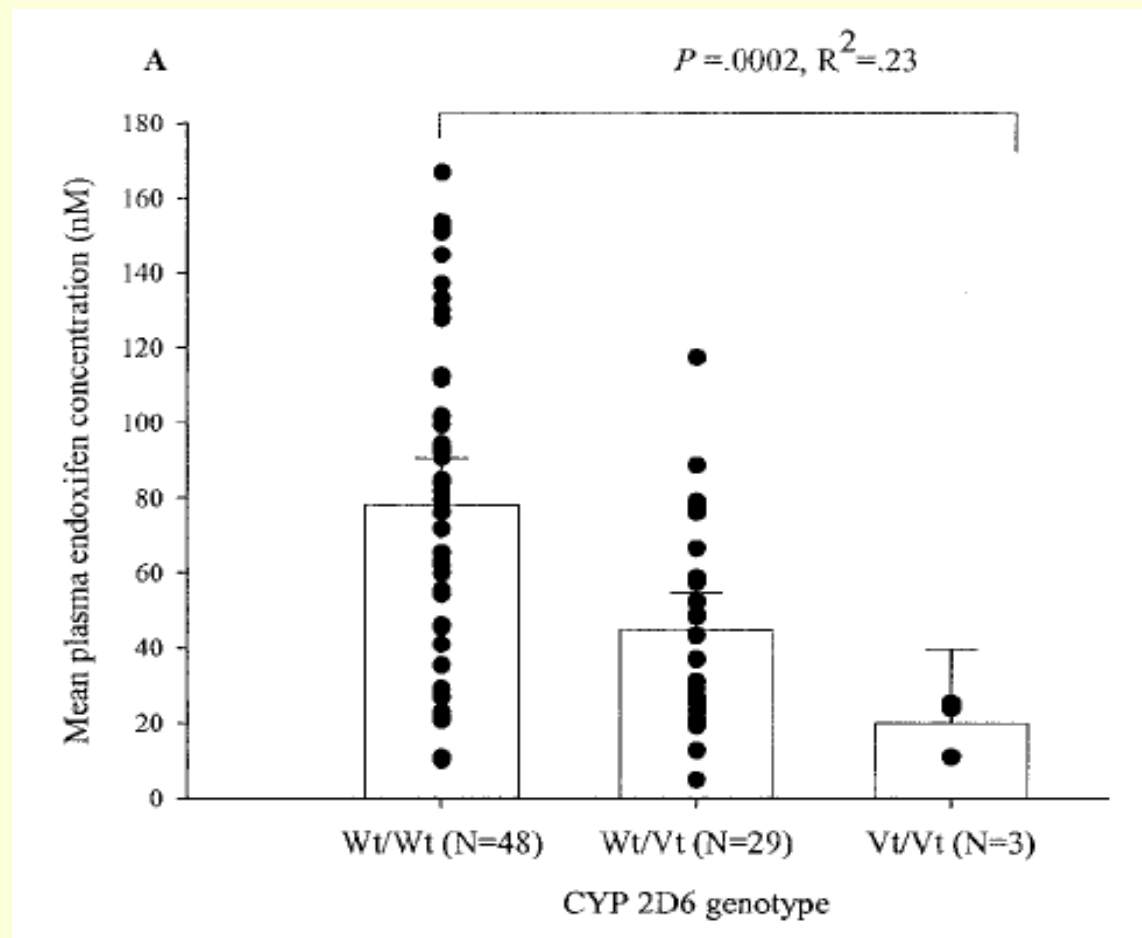 A
P =.0002, R2=.23
180
160
140
120
100
80
60
40
20
0
Mean plasma endoxifen concentration (nM)
Wt/Wt (N=48) Wt/Vt (N=29) Vt/Vt (N=3)
CYP 2D6 genotype